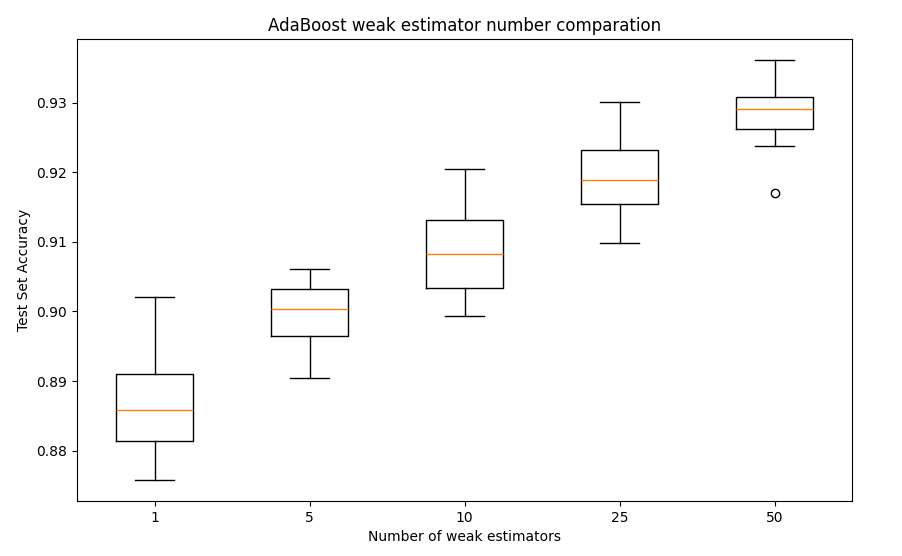 AdaBoost weak estimator number comparation
0.93
0.92
0.91
0.90
0.89
0.88
Test Set Accuracy
1 5 10 25 50
Number of weak estimators